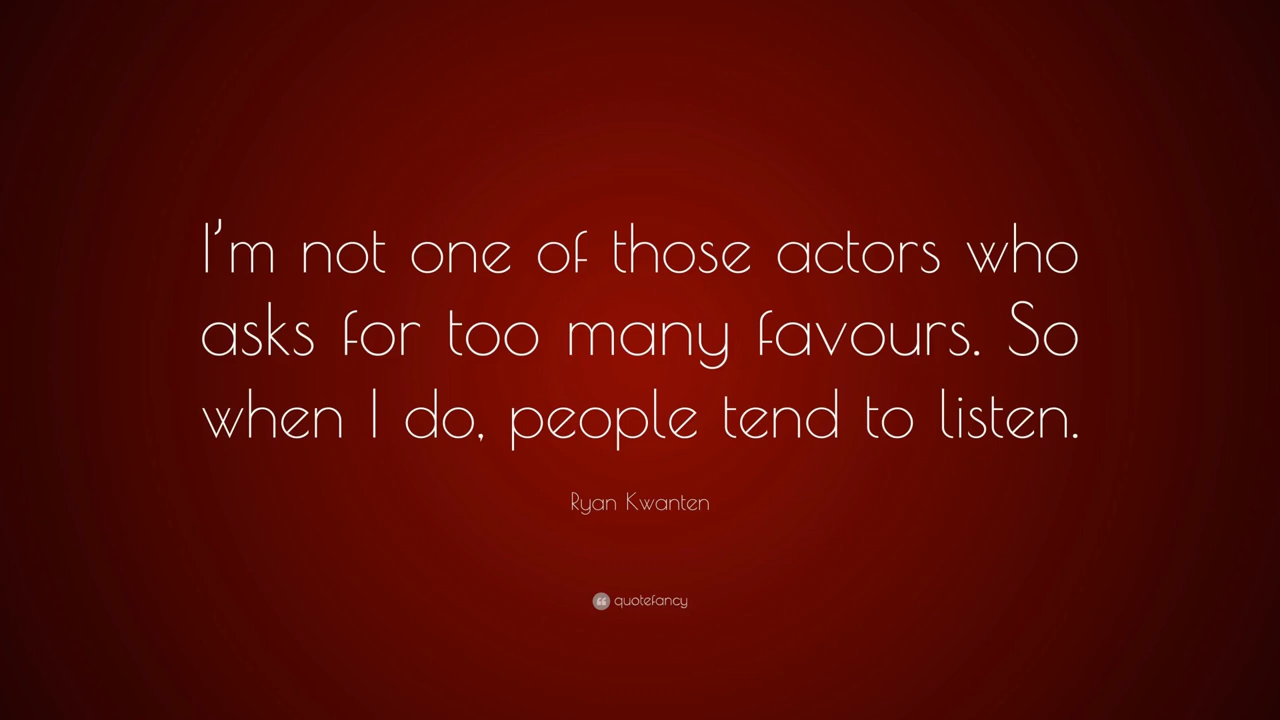 I’m not one of those actors who
asks for too many favours. So
when I do, people tend to listen.
Ryan Kwanten
quotefancy